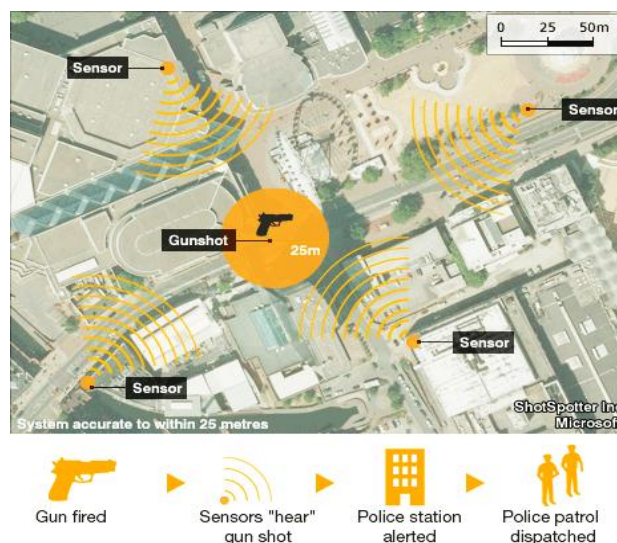 0 25 50m
Sensor
Sensor
Gunshot
25m
Sensor
Sensor
ShotSpotter Inc
Microsoft
System accurate to within 25 metres
Gun fired
Sensors "hear"
gun shot
Police station
alerted
Police patrol
dispatched